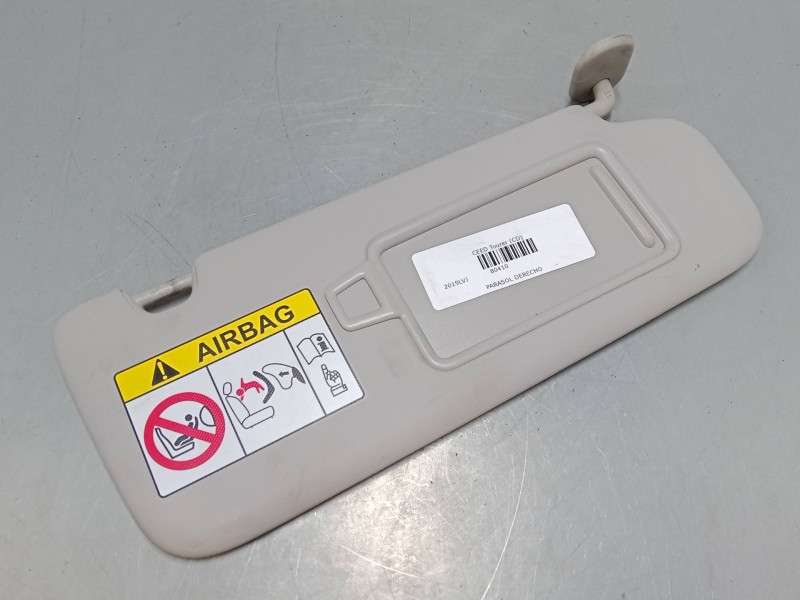 AIRBAG
CEED Tourer (CD)
80410
2019(V)
PARASOL DERECHO